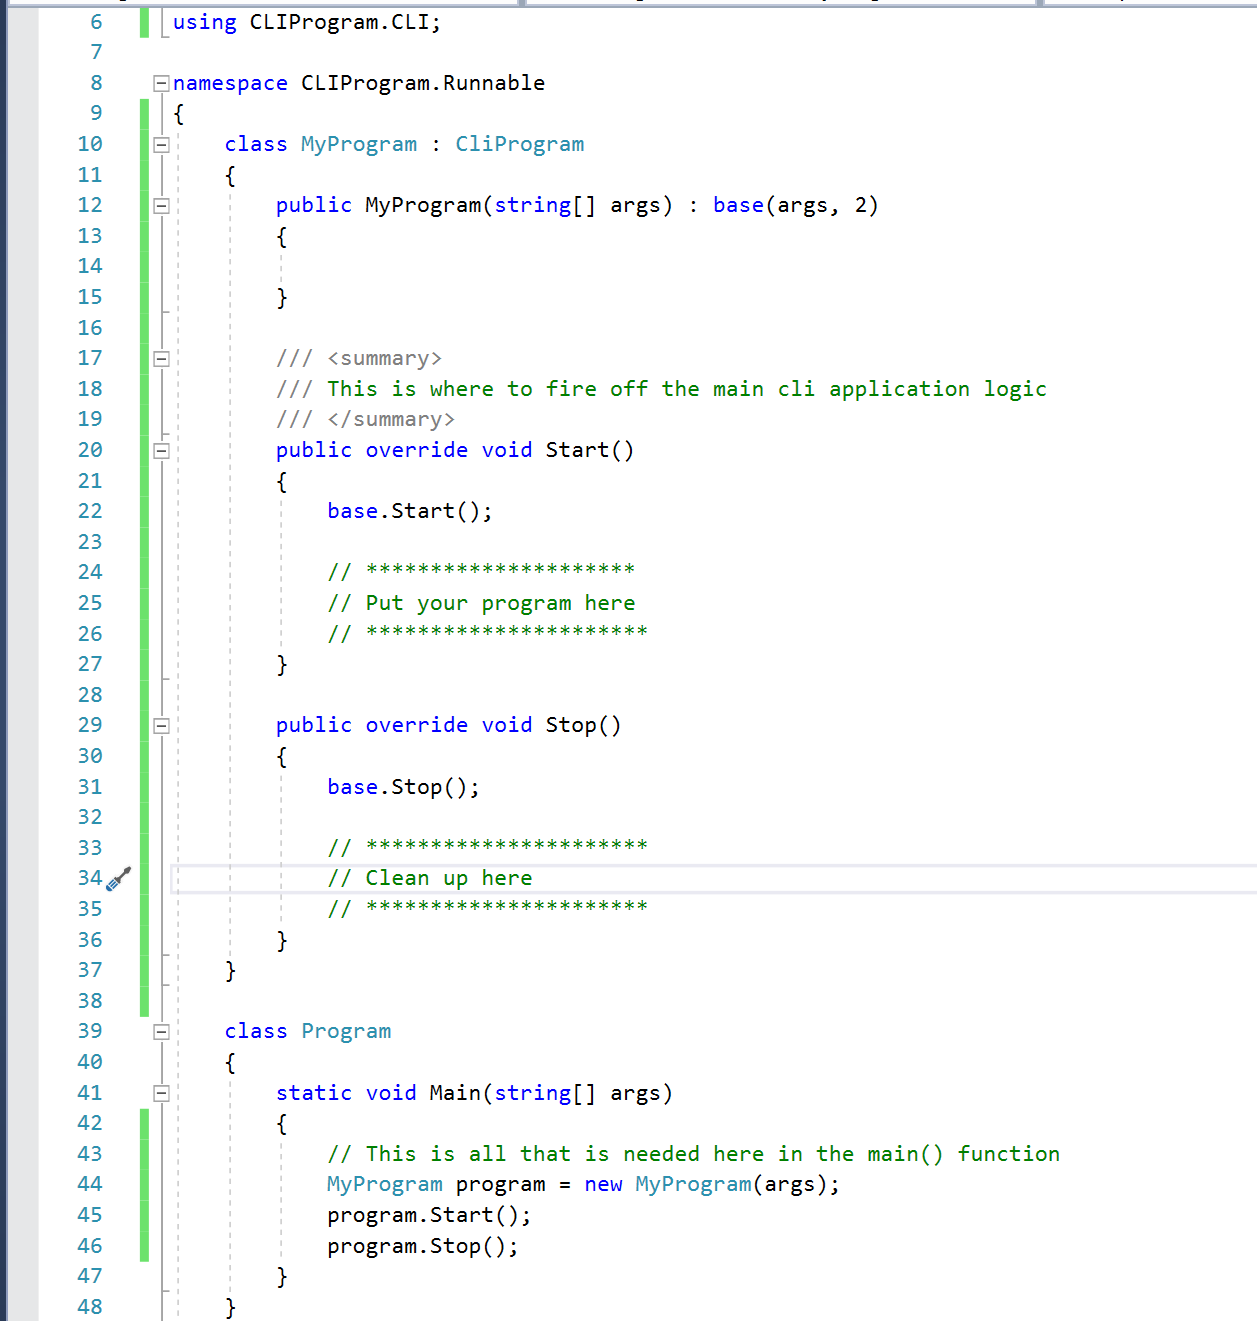 6 using CLIProgram.CLI;
7
8 namespace CLIProgram.Runnable
9 {
10     class MyProgram : CliProgram
11     {
12         public MyProgram(string[] args) : base(args, 2)
13         {
14
15         }
16
17         /// <summary>
18         /// This is where to fire off the main cli application logic
19         /// </summary>
20         public override void Start()
21         {
22             base.Start();
23
24             // *********************
25             // Put your program here
26             // **********************
27         }
28
29         public override void Stop()
30         {
31             base.Stop();
32
33             // **********************
34             // Clean up here
35             // **********************
36         }
37     }
38
39     class Program
40     {
41         static void Main(string[] args)
42         {
43             // This is all that is needed here in the main() function
44             MyProgram program = new MyProgram(args);
45             program.Start();
46             program.Stop();
47         }
48     }